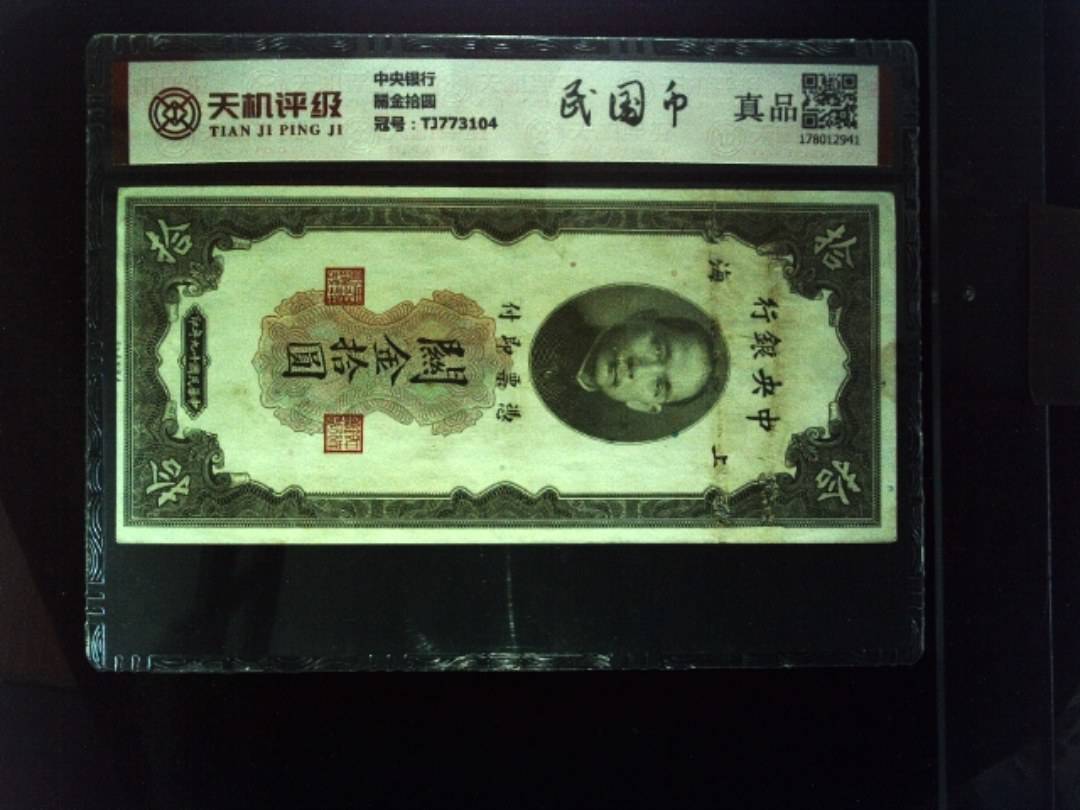 天机评级
TIAN JI PING JI
中央银行
關金拾圆
冠号：TJ773104
民国币
真品
178012941
拾
拾
拾
拾
中央銀行
上海
憑票即付
關金拾圓